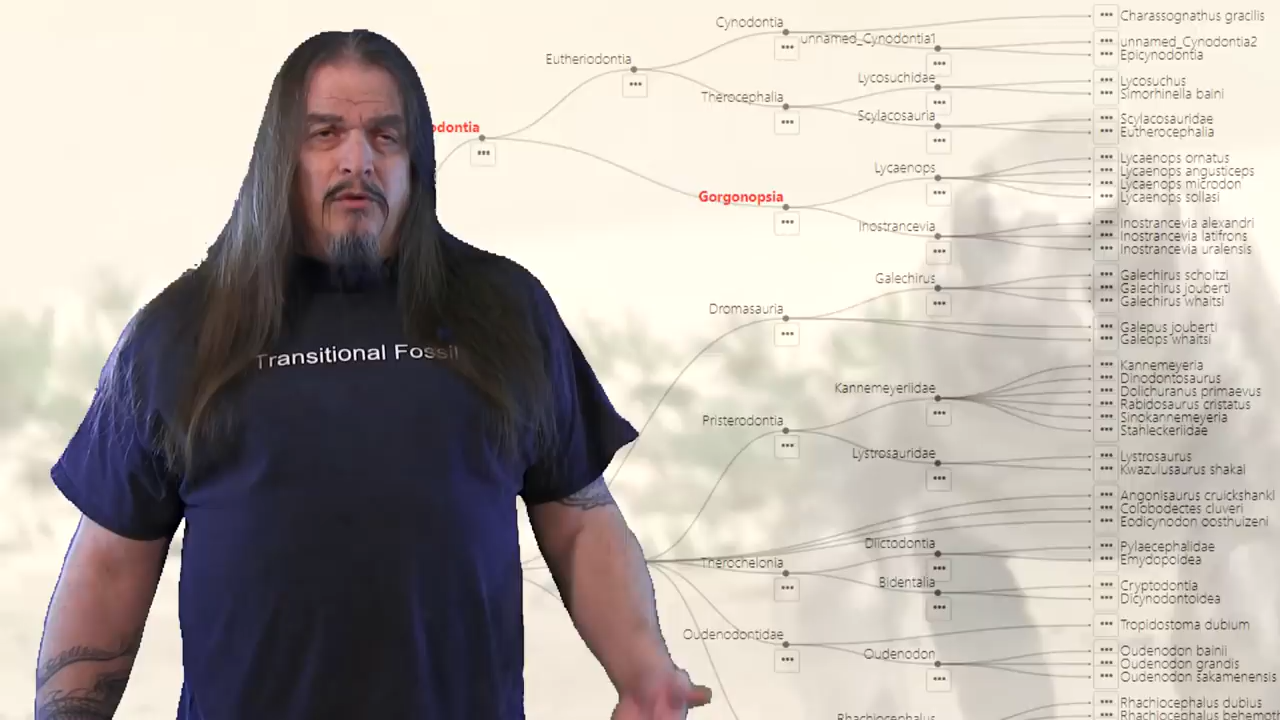 Cynodontia
Charassognathus gracilis
unnamed_Cynodontia1
unnamed_Cynodontia2
Epicynodontia
Eutheriodontia
Lycosuchidae
Lycosuchus
Simorhinella baini
Therocephalia
Scylacosauria
Scylacosauridae
Eutherocephalia
odontia
Lycaenops
Lycaenops ornatus
Lycaenops angusticeps
Lycaenops microdon
Lycaenops sollasi
Gorgonopsia
Inostrancevia
Inostrancevia alexandri
Inostrancevia latifrons
Inostrancevia uralensis
Galechirus
Galechirus scholtzi
Galechirus jouberti
Galechirus whaitsi
Dromasauria
Galepus jouberti
Galeops whaitsi
Transitional Fossil
Kannemeyeriidae
Kannemeyeria
Dinodontosaurus
Dolichuranus primaevus
Rabidosaurus cristatus
Sinokannemeyeria
Stahleckeriidae
Pristerodontia
Lystrosauridae
Lystrosaurus
Kwazulusaurus shakai
Angonisaurus cruickshanki
Colobodectes cluveri
Eodicynodon oosthuizeni
Diictodontia
Pylaecephalidae
Emydopoidea
Therochelonia
Bidentalia
Cryptodontia
Dicynodontoidea
Oudenodontidae
Tropidostoma dubium
Oudenodon
Oudenodon bainii
Oudenodon grandis
Oudenodon sakamenensis
Rhachiocephalus
Rhachiocephalus dubius
Rhachiocephalus behemoth